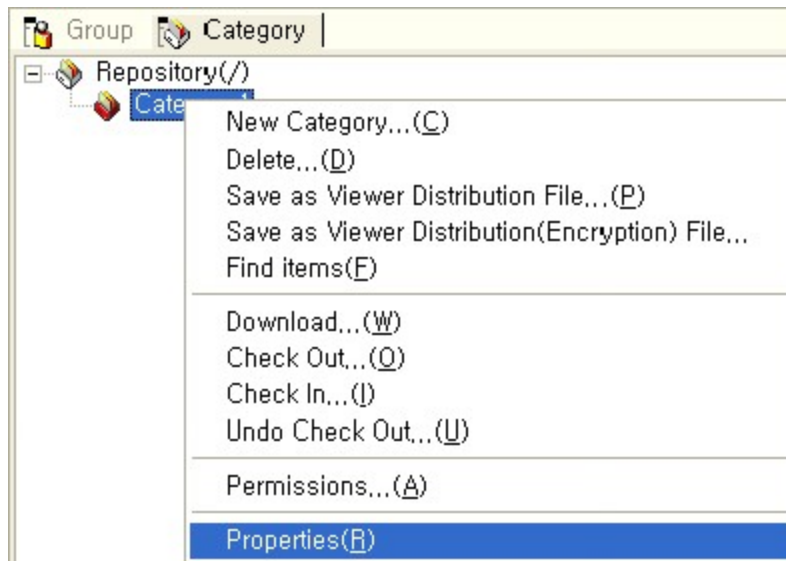 Group Category
Repository(/)
Cate
New Category...(C)
Delete...(D)
Save as Viewer Distribution File...(P)
Save as Viewer Distribution(Encryption) File...
Find items(F)
Download...(W)
Check Out...(O)
Check In...(I)
Undo Check Out...(U)
Permissions...(A)
Properties(R)